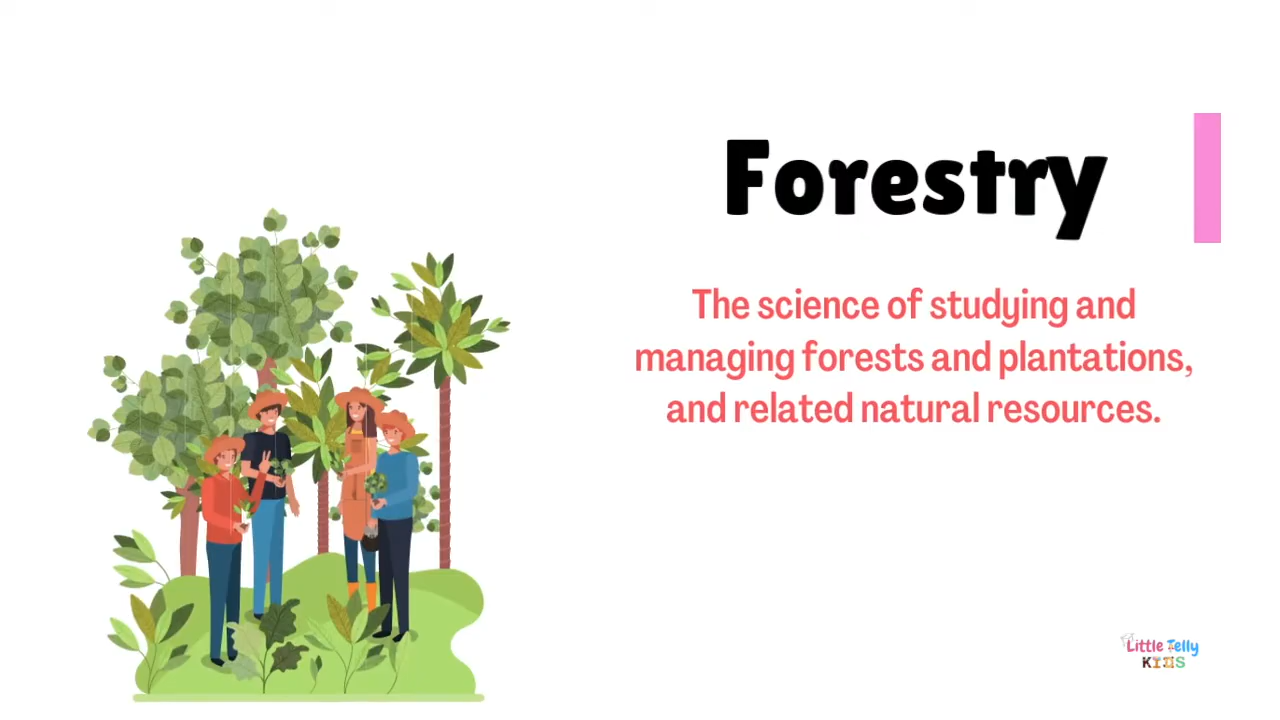 Forestry
The science of studying and
managing forests and plantations,
and related natural resources.
Little Telly
KIDS